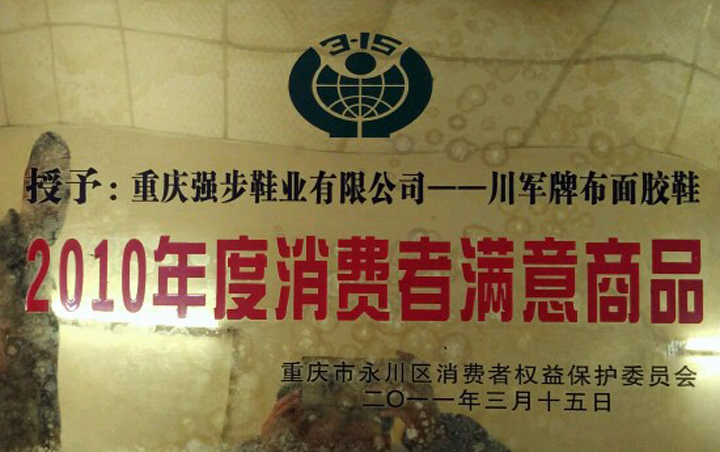 3·15
授予：重庆强步鞋业有限公司——川军牌布面胶鞋
2010年度消费者满意商品
重庆市永川区消费者权益保护委员会
二〇一一年三月十五日